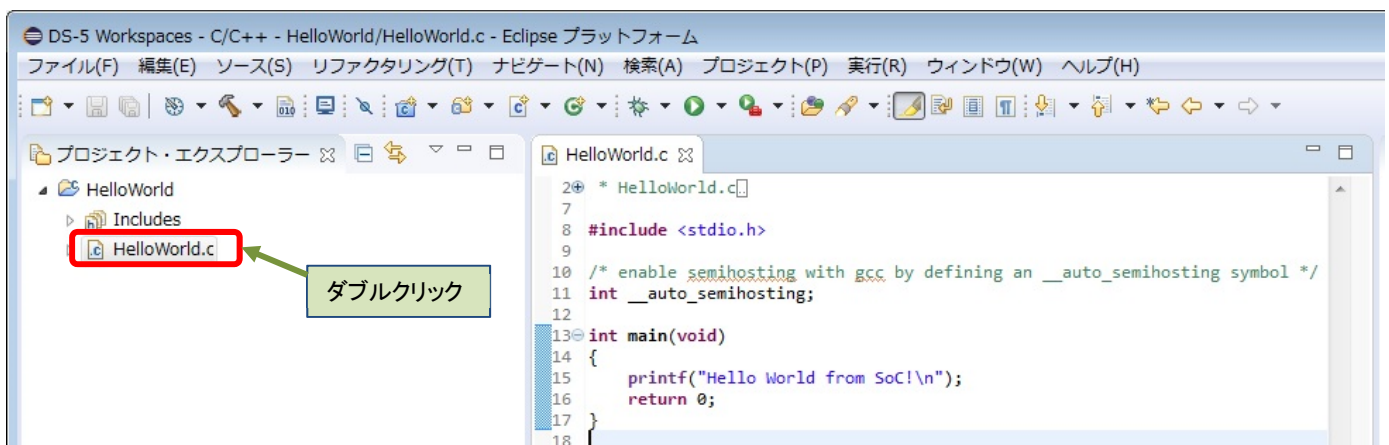 DS-5 Workspaces - C/C++ - HelloWorld/HelloWorld.c - Eclipse プラットフォーム
ファイル(F) 編集(E) ソース(S) リファクタリング(T) ナビゲート(N) 検索(A) プロジェクト(P) 実行(R) ウィンドウ(W) ヘルプ(H)
プロジェクト・エクスプローラー
HelloWorld
Includes
HelloWorld.c
ダブルクリック
HelloWorld.c
2 * HelloWorld.c
7
8 #include <stdio.h>
9
10 /* enable semihosting with gcc by defining an __auto_semihosting symbol */
11 int __auto_semihosting;
12
13 int main(void)
14 {
15     printf("Hello World from SoC!\n");
16     return 0;
17 }
18